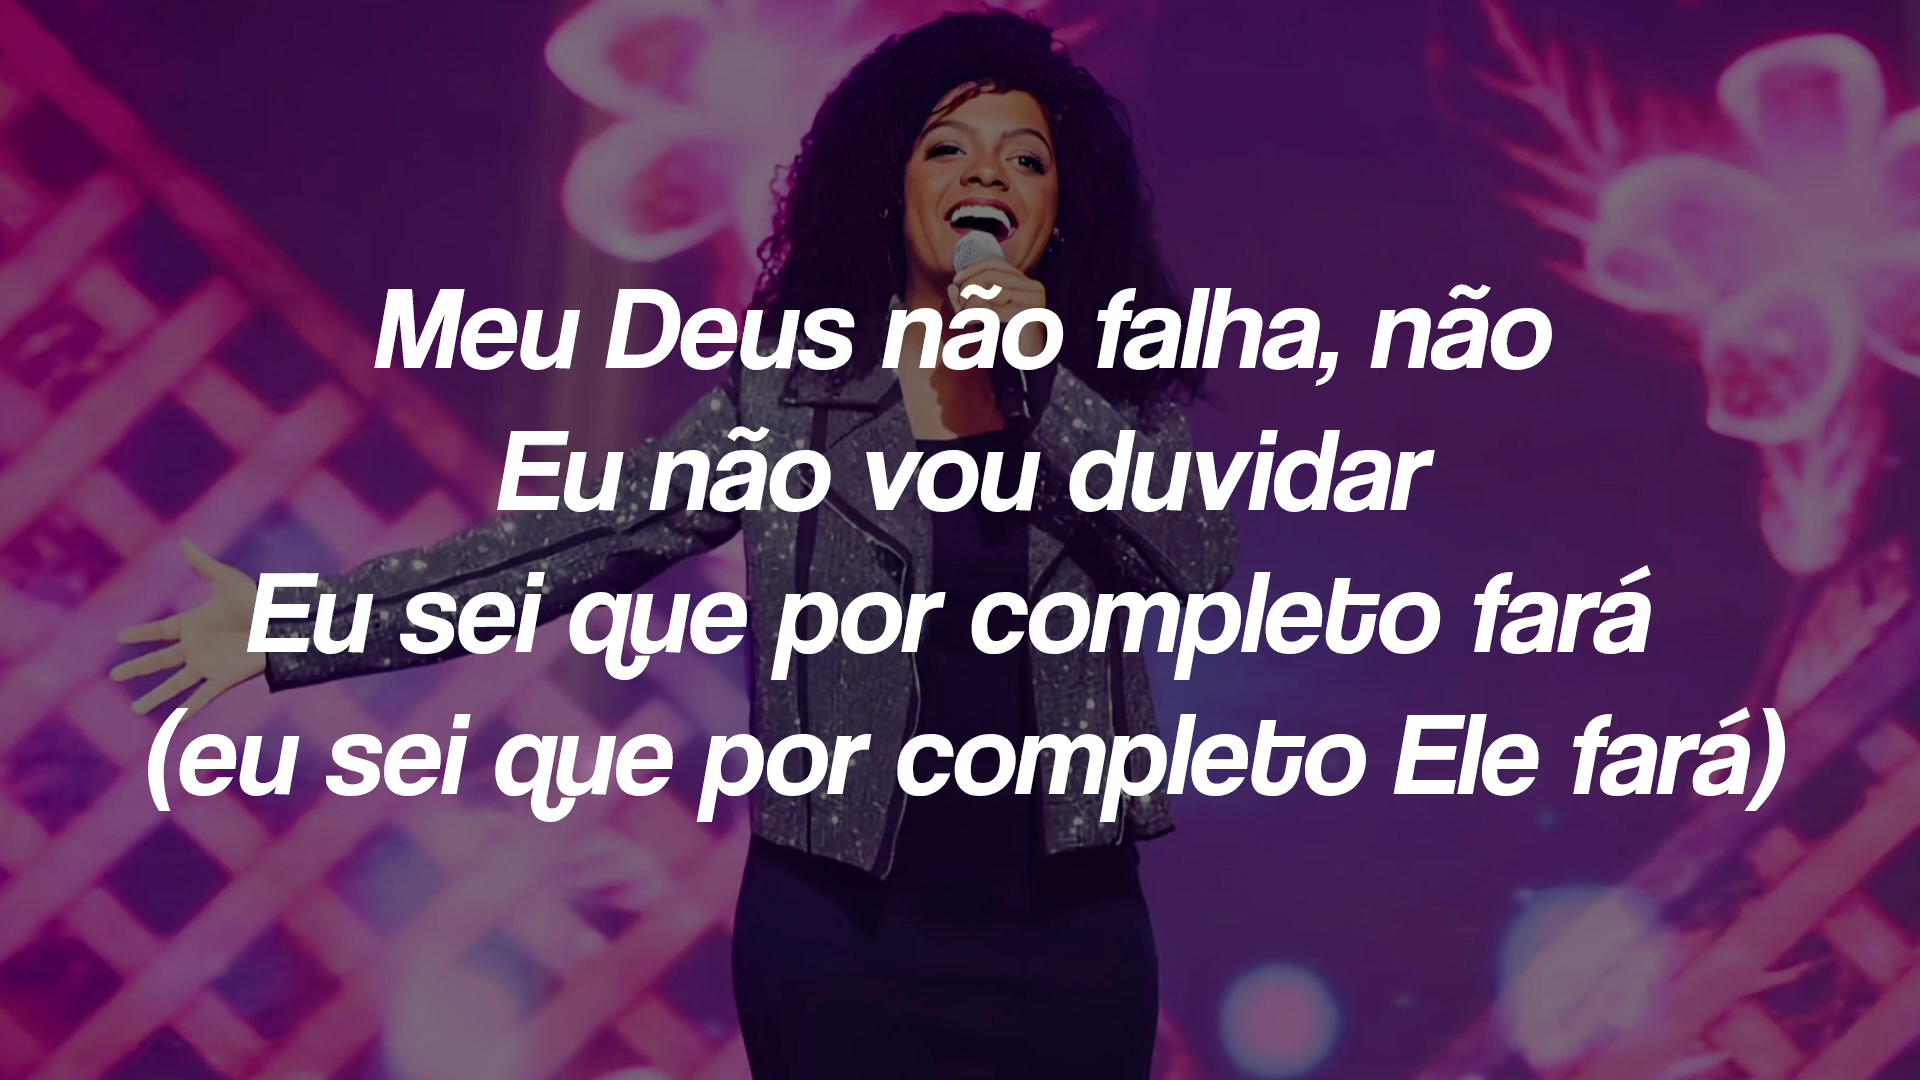 Meu Deus não falha, não
Eu não vou duvidar
Eu sei que por completo fará
(eu sei que por completo Ele fará)